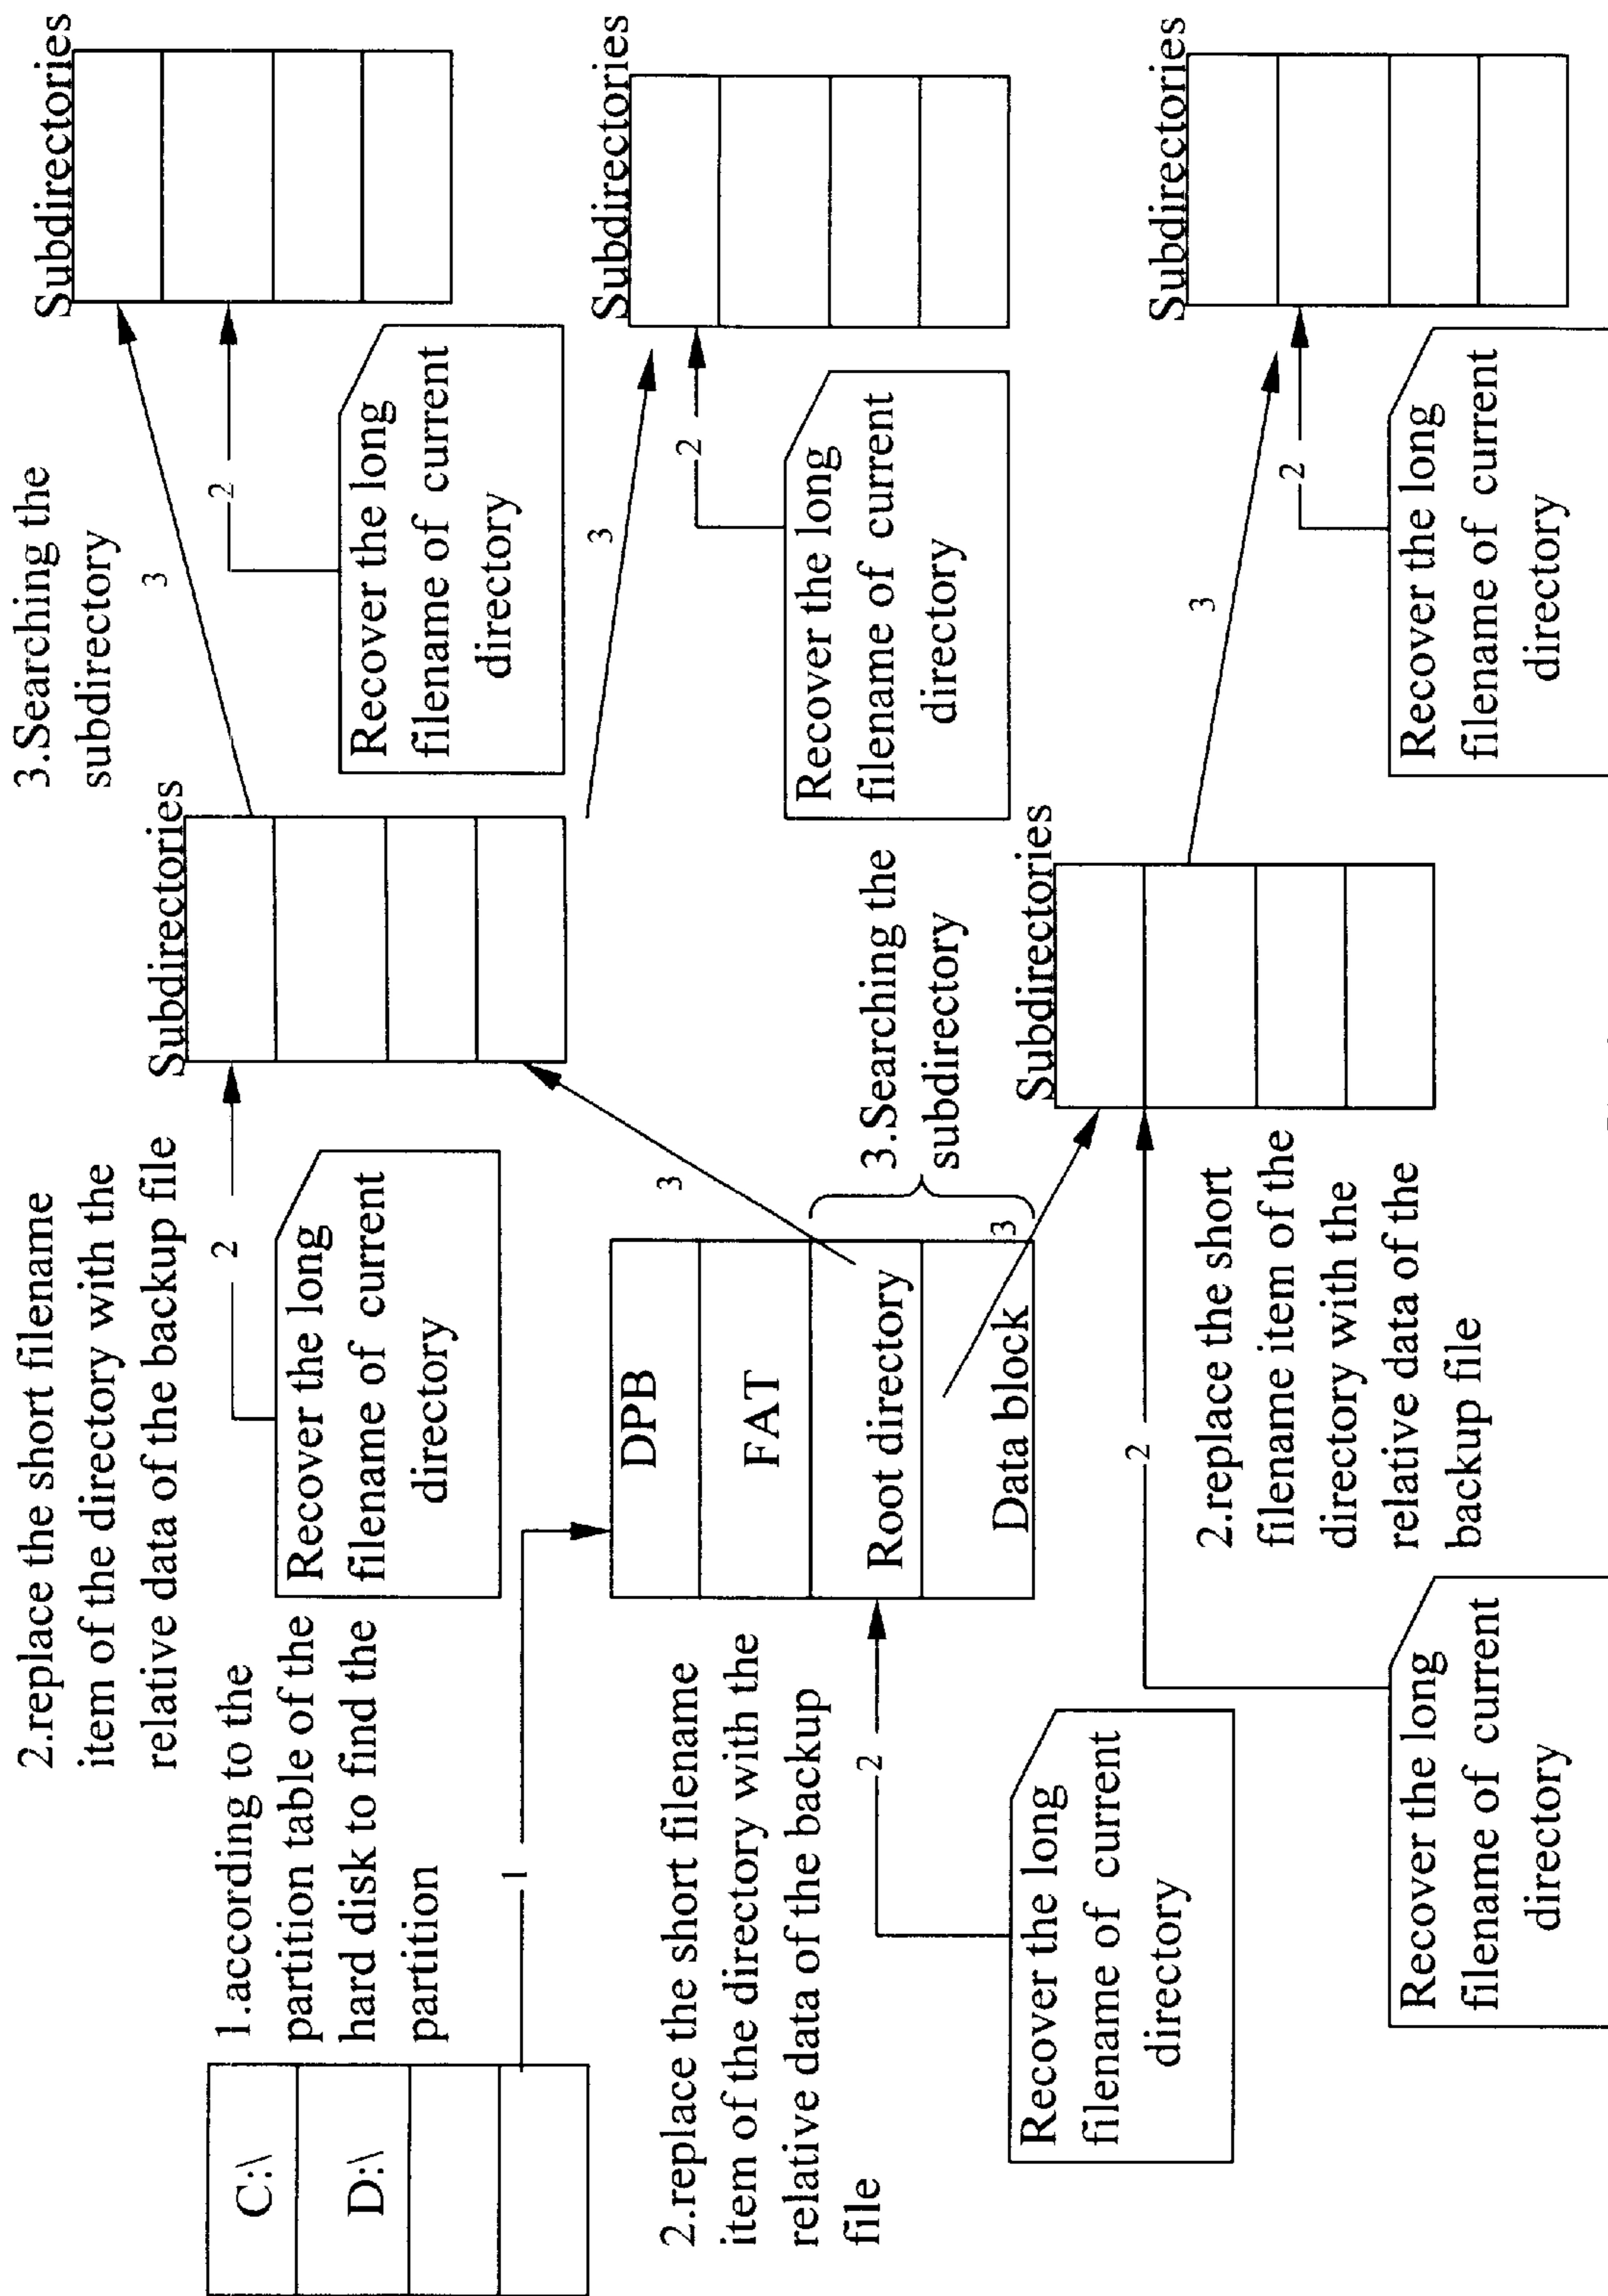 C:\
D:\
1.according to the
partition table of the
hard disk to find the
partition
1
2.replace the short filename
item of the directory with the
relative data of the backup
file
2
Recover the long
filename of current
directory
Recover the long
filename of current
directory
2
2.replace the short filename
item of the directory with the
relative data of the backup file
2
Recover the long
filename of current
directory
DPB
FAT
Root directory
Data block
3
3
3.Searching the
subdirectory
2.replace the short
filename item of the
directory with the
relative data of the
backup file
Subdirectories
Subdirectories
3.Searching the
subdirectory
3
2
Recover the long
filename of current
directory
3
2
Recover the long
filename of current
directory
3
2
Recover the long
filename of current
directory
Subdirectories
Subdirectories
Subdirectories